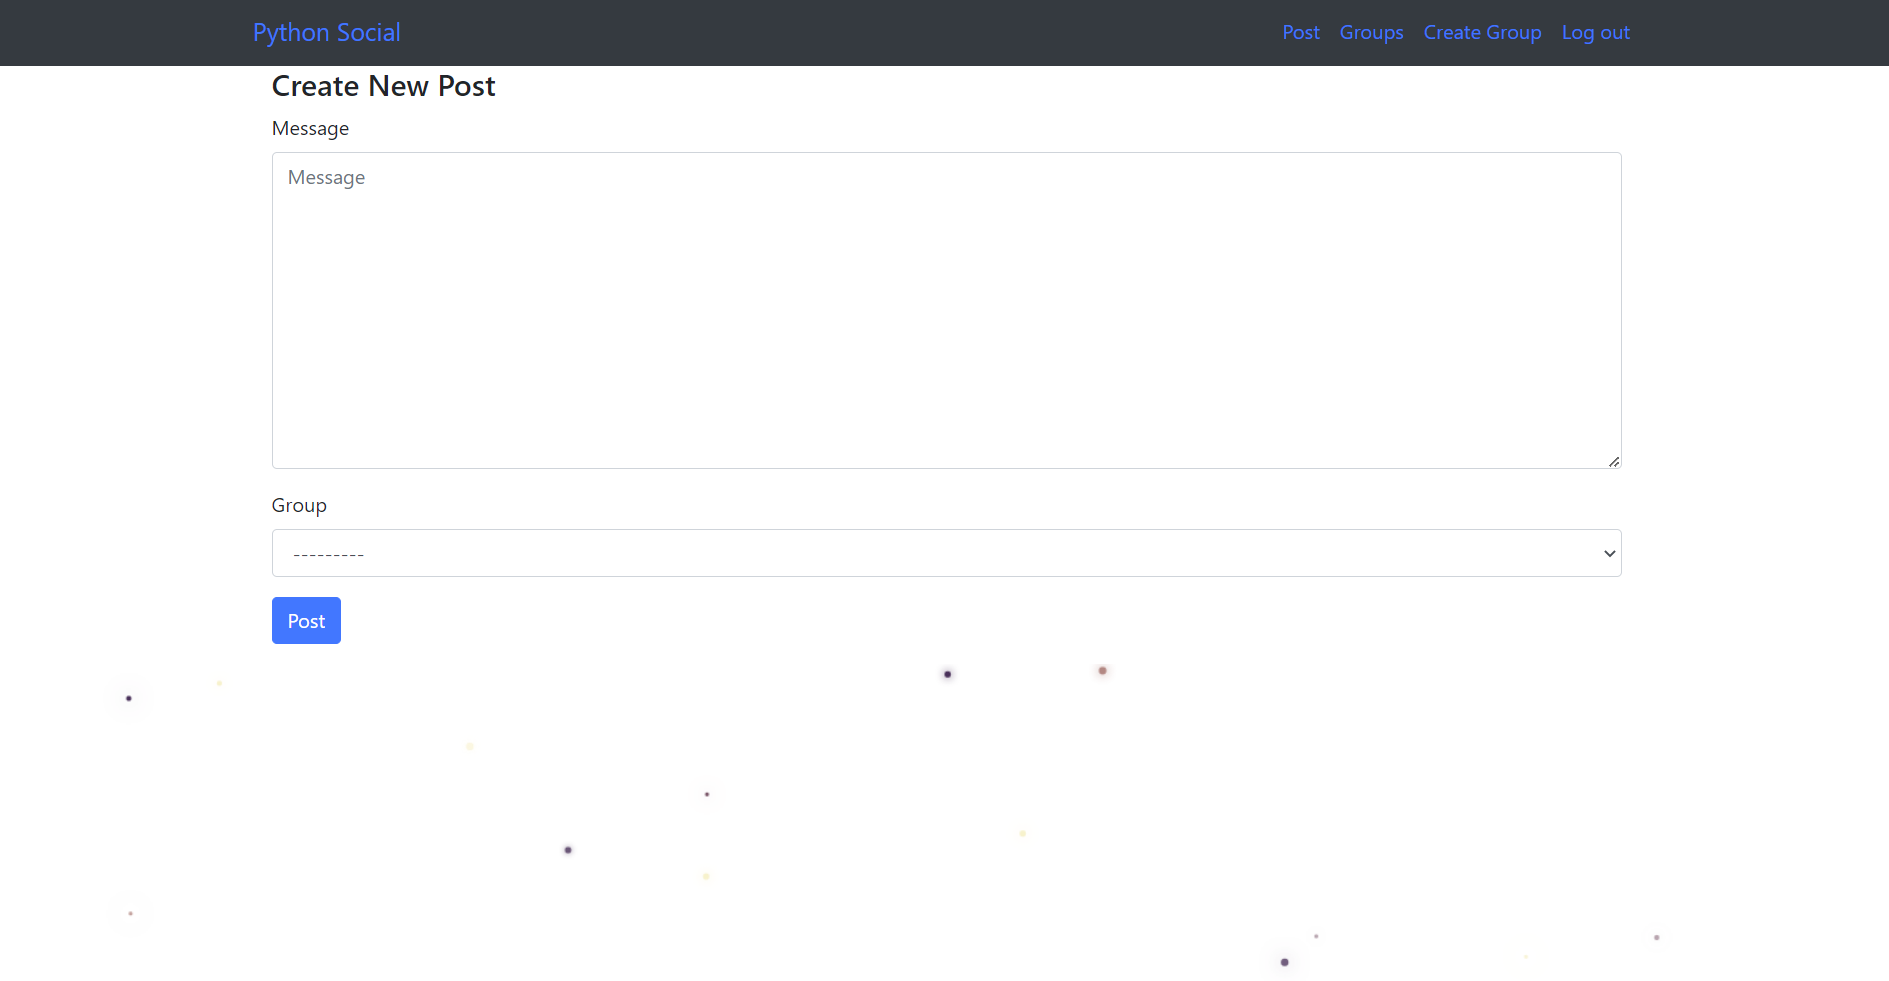 Python Social Post Groups Create Group Log out
Create New Post
Message
Message
Group
---------
Post